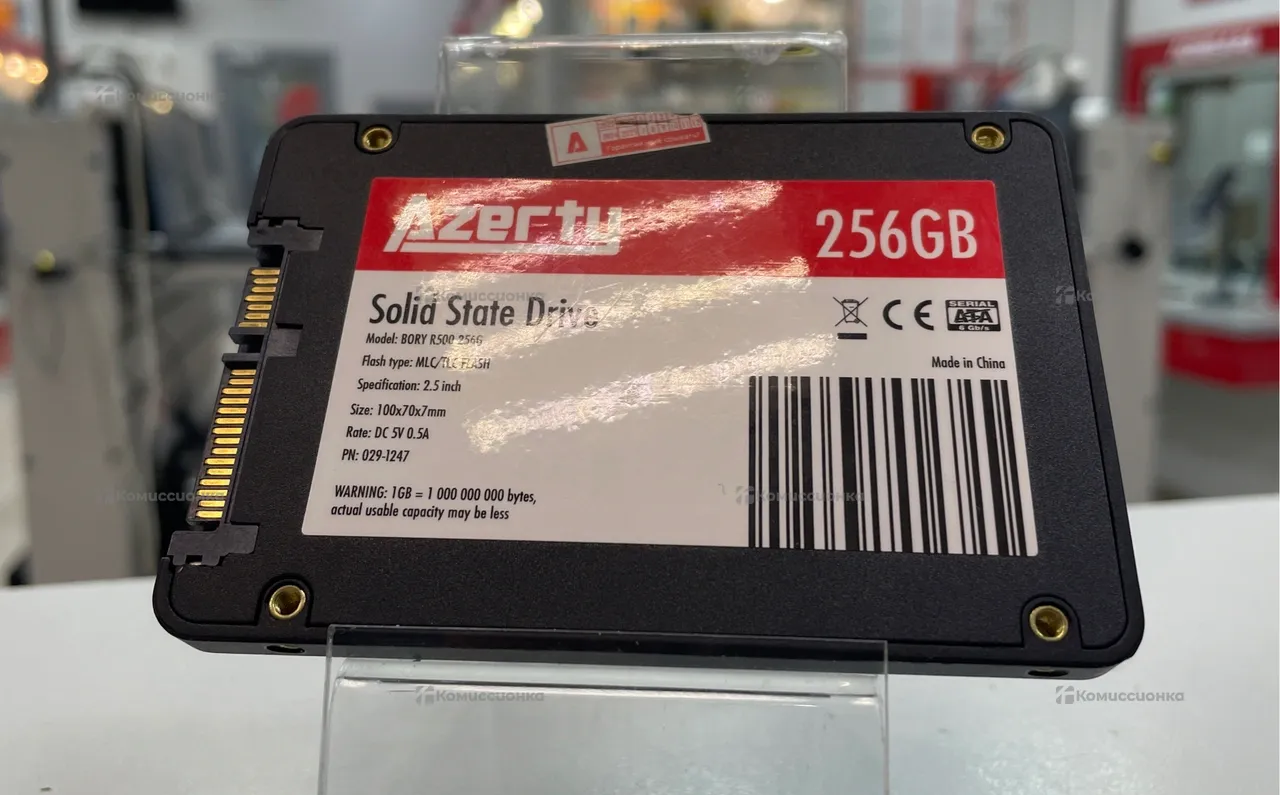 Azerty
256GB
Solid State Drive
Model: BORY R500 256G
Flash type: MLC/TLC FLASH
Specification: 2.5 inch
Size: 100x70x7mm
Rate: DC 5V 0.5A
PN: 029-1247
WARNING: 1GB = 1 000 000 000 bytes,
actual usable capacity may be less
CE
SERIAL
ATA
6 Gb/s
Made in China
Комиссионка
Комиссионка
Комиссионка
Комиссионка
Комиссионка
Комиссионка